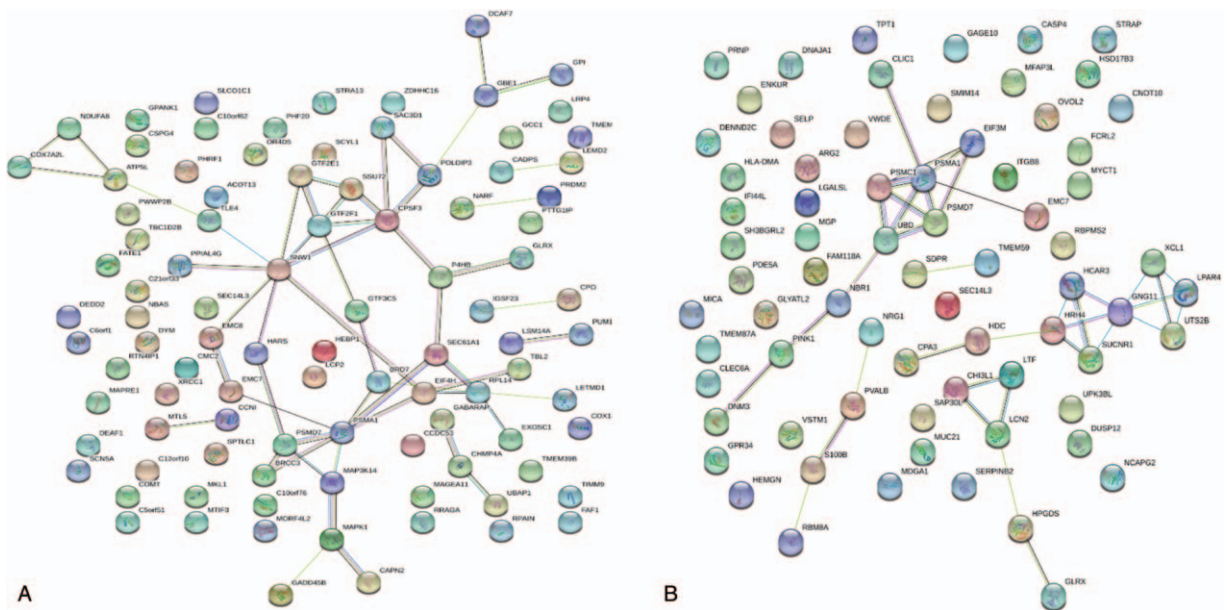 DCAF7
GPI
GBE1
STRA13
ZDHHC16
SLCO1C1
SAC3D1
LRP4
NDUFA6
GPANK1
C10orf62
PHF20
GCC1
TMEM
CSPG4
OR4D5
SCYL1
LEMD2
COX7A2L
ATP5L
PHRF1
GTF2E1
POLDIP3
CADPS
SSU72
ACOT13
NARF
PRDM2
PWWP2B
TLE4
GTF2F1
CPSF3
PTTG1IP
TBC1D2B
GLRX
FATE1
PPIAL4G
SNW1
P4HB
C21orf33
IGSF23
CPO
DEDD2
NBAS
SEC14L3
GTF3C5
C6orf1
DYM
EMC8
LSM14A
PUM1
HEBP1
SEC61A1
RTN4IP1
CMC2
HARS
LCP2
BRD7
TBL2
MAPRE1
XRCC1
EMC7
EIF4H
RPL14
LETMD1
CCNI
GABARAP
MTL5
PSMA1
COX1
DEAF1
PSMD7
CCDC53
EXOSC1
SPTLC1
SCN5A
C12orf10
BRCC3
CHMP4A
TMEM39B
MAP3K14
COMT
MKL1
C10orf76
MAGEA11
UBAP1
TIMM9
C5orf51
MTIF3
MORF4L2
RRAGA
RPAIN
FAF1
MAPK1
CAPN2
GADD45B
A
TPT1
GAGE10
CASP4
STRAP
PRNP
DNAJA1
CLIC1
MFAP3L
HSD17B3
ENKUR
SMIM14
CNOT10
OVOL2
SELP
VWDE
EIF3M
DENND2C
FCRL2
PSMA1
HLA-DMA
ARG2
PSMC1
ITGB8
MYCT1
IFI44L
LGALSL
PSMD7
EMC7
MGP
UBD
SH3BGRL2
RBPMS2
FAM118A
SDPR
TMEM59
XCL1
PDE5A
HCAR3
LPAR4
NBR1
SEC14L3
GNG11
MICA
GLYATL2
HRH4
UTS2B
NRG1
HDC
TMEM87A
PINK1
SUCNR1
CPA3
LTF
CLEC6A
CHI3L1
PVALB
UPK3BL
DNM3
SAP30L
LCN2
VSTM1
DUSP12
GPR34
MUC21
S100B
MDGA1
SERPINB2
NCAPG2
HEMGN
HPGDS
RBM8A
GLRX
B